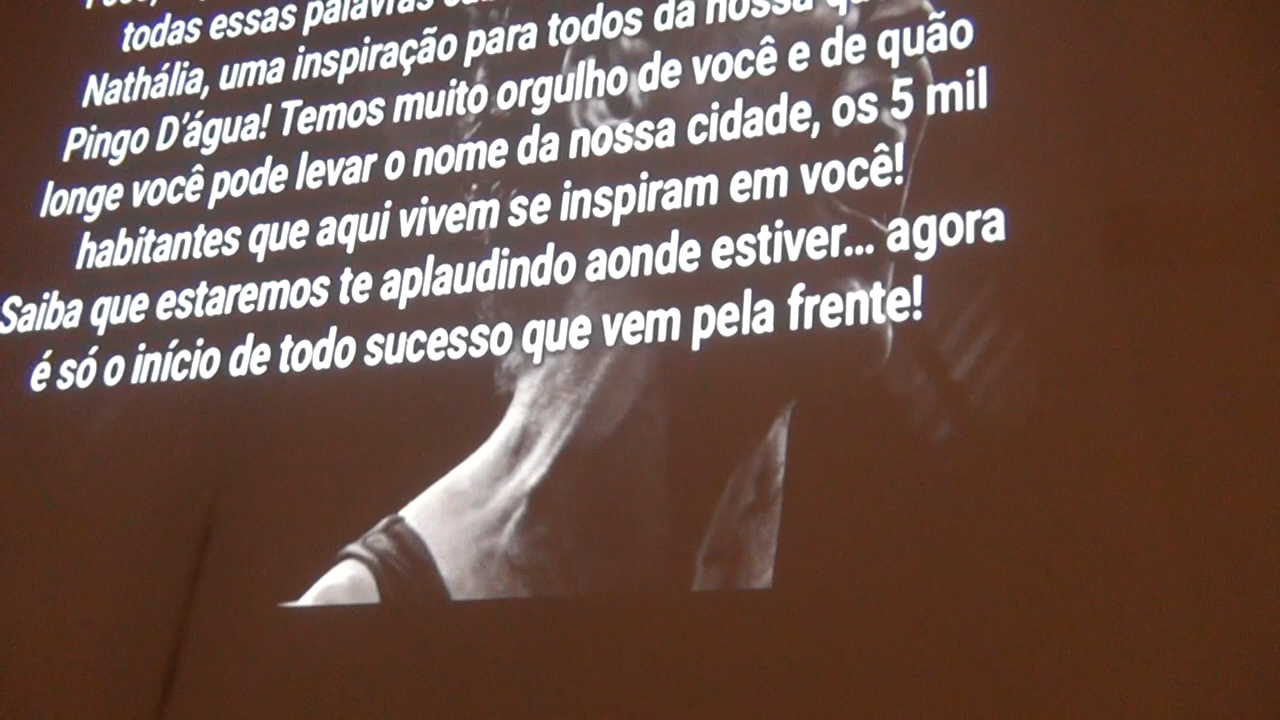 todas essas palavras
Nathália, uma inspiração para todos da nossa
Pingo D'água! Temos muito orgulho de você e de quão
longe você pode levar o nome da nossa cidade, os 5 mil
habitantes que aqui vivem se inspiram em você!
Saiba que estaremos te aplaudindo aonde estiver... agora
é só o início de todo sucesso que vem pela frente!